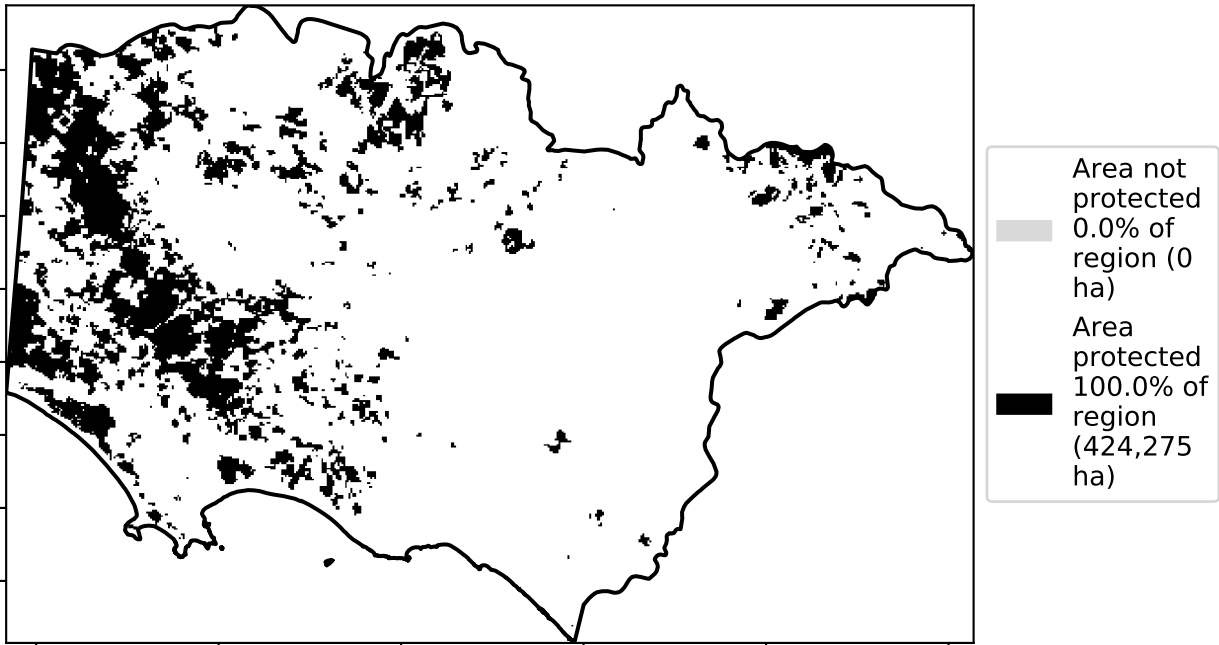 Area not
protected
0.0% of
region (0
ha)
Area
protected
100.0% of
region
(424,275
ha)